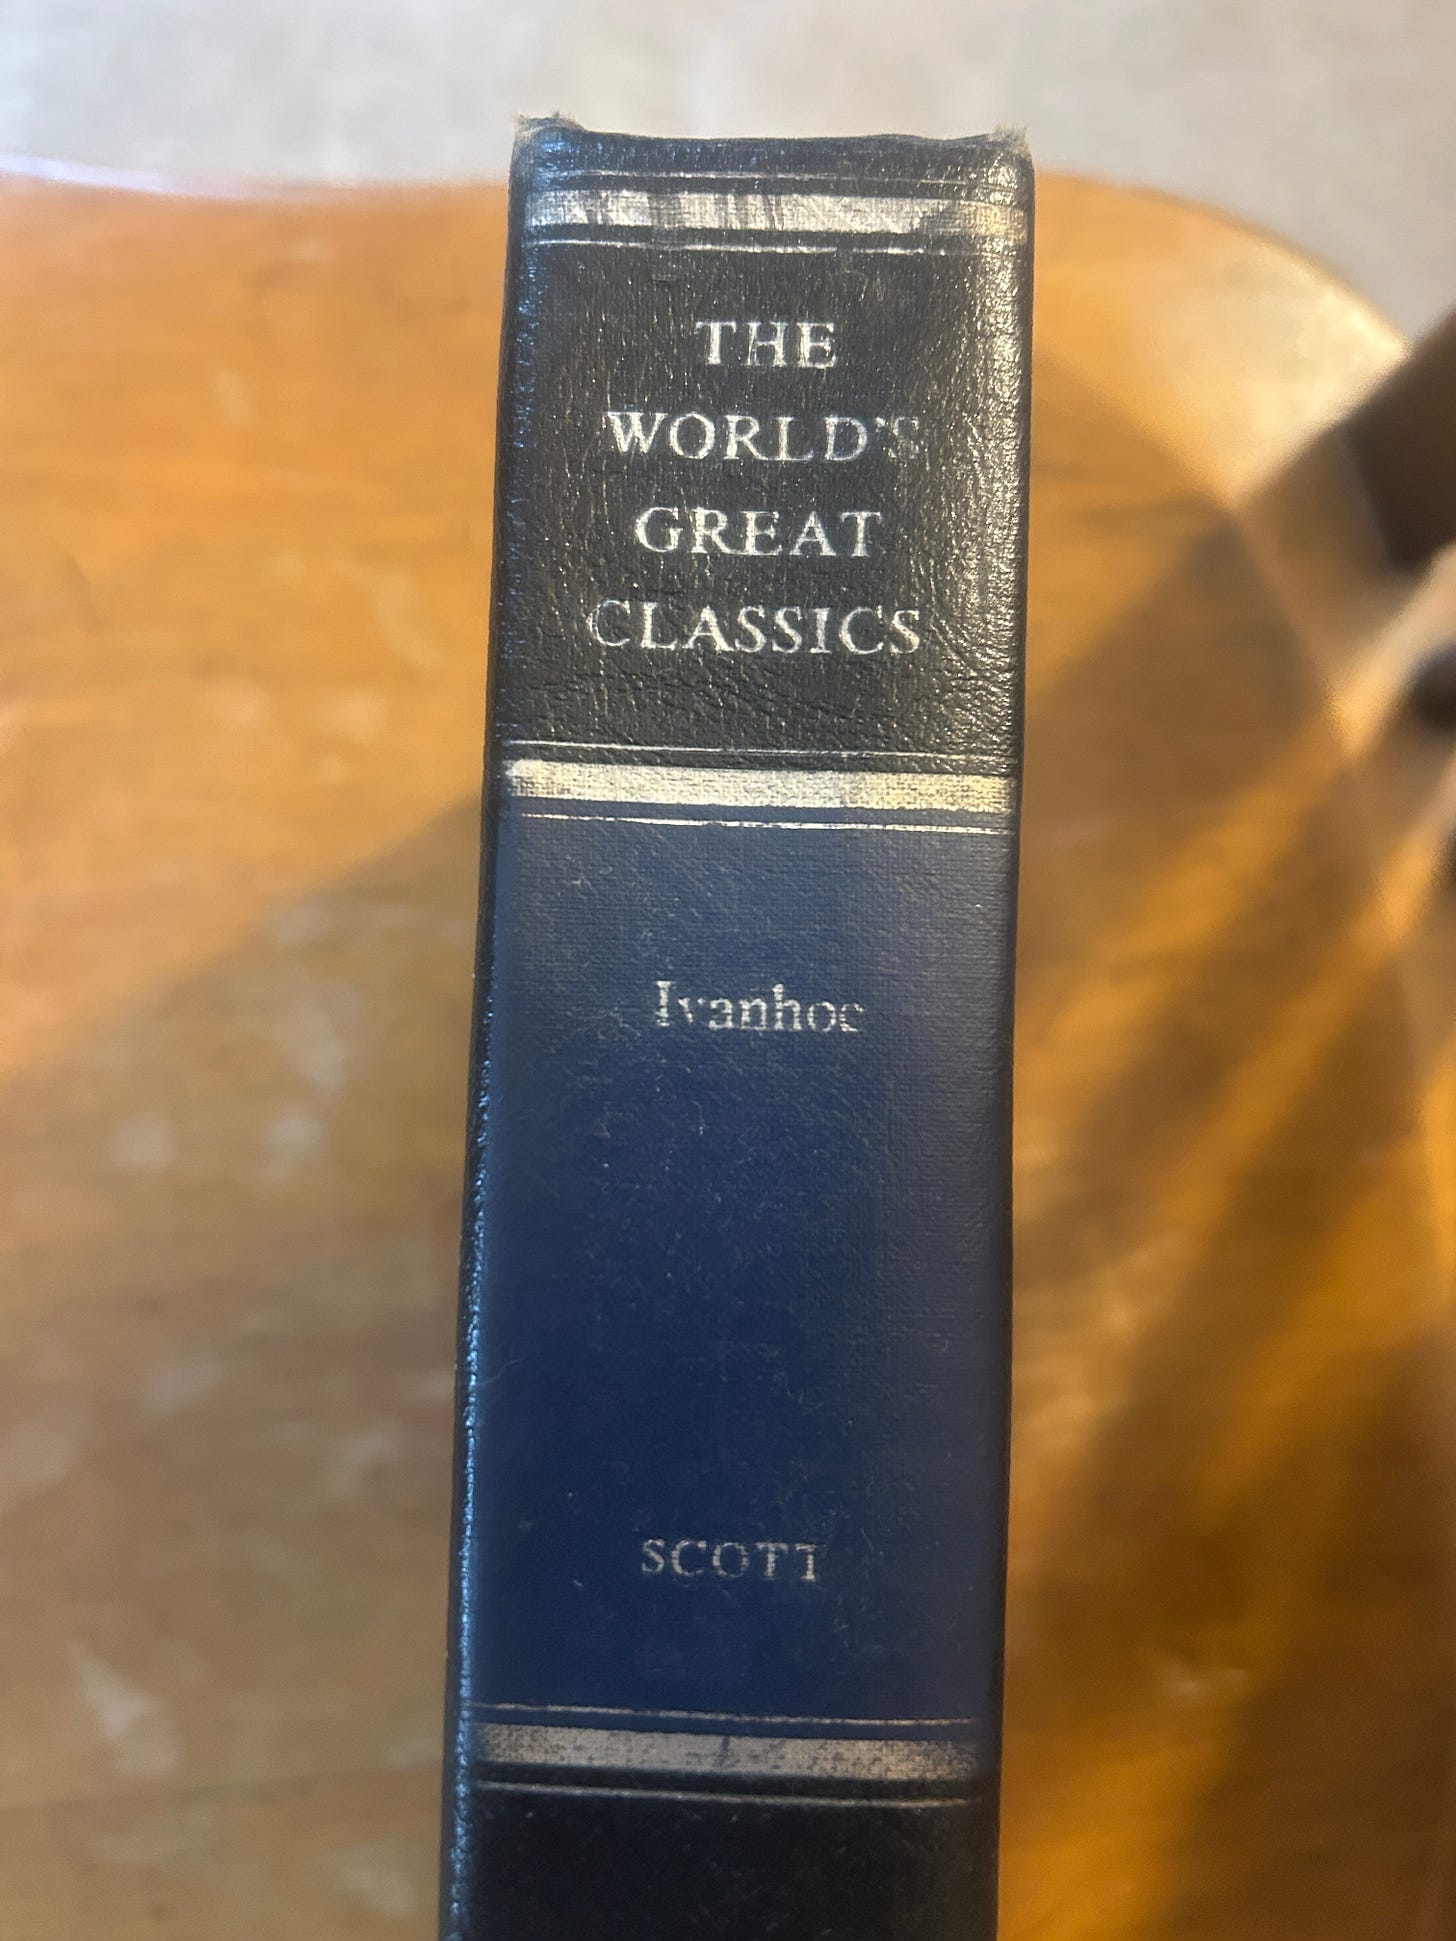 THE
WORLD'S
GREAT
CLASSICS
Ivanhoe
SCOTT